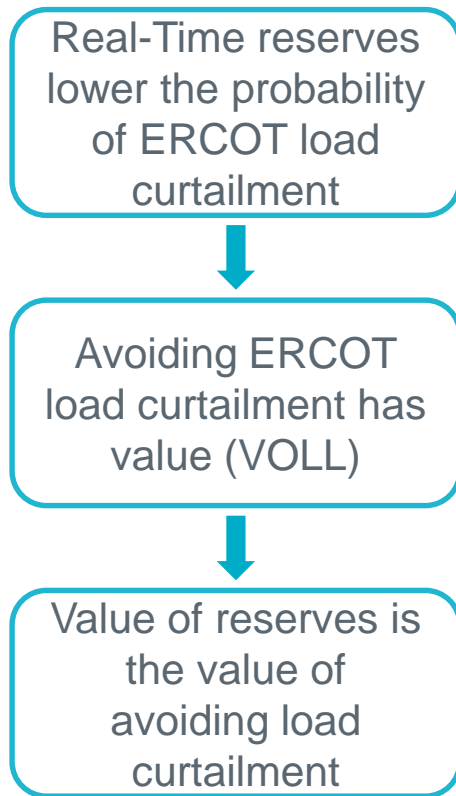 Real-Time reserves
lower the probability
of ERCOT load
curtailment
Avoiding ERCOT
load curtailment has
value (VOLL)
Value of reserves is
the value of
avoiding load
curtailment